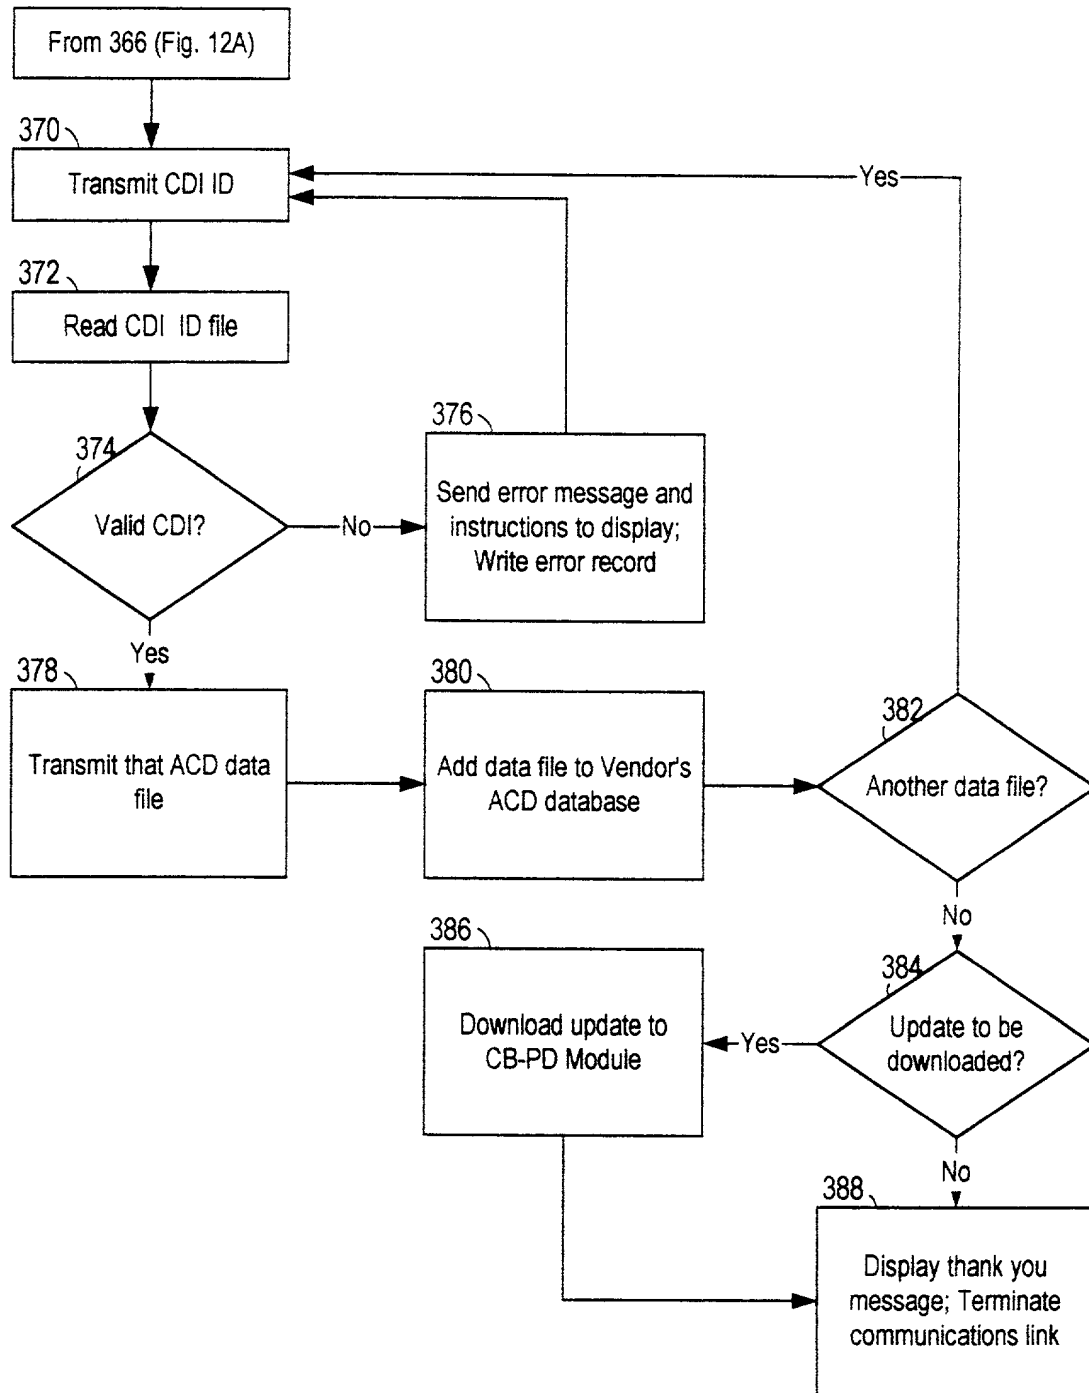 From 366 (Fig. 12A)
370
Transmit CDI ID
Yes
372
Read CDI ID file
374
Valid CDI?
No
376
Send error message and
instructions to display;
Write error record
Yes
378
Transmit that ACD data
file
380
Add data file to Vendor's
ACD database
382
Another data file?
No
384
Update to be
downloaded?
Yes
386
Download update to
CB-PD Module
No
388
Display thank you
message; Terminate
communications link